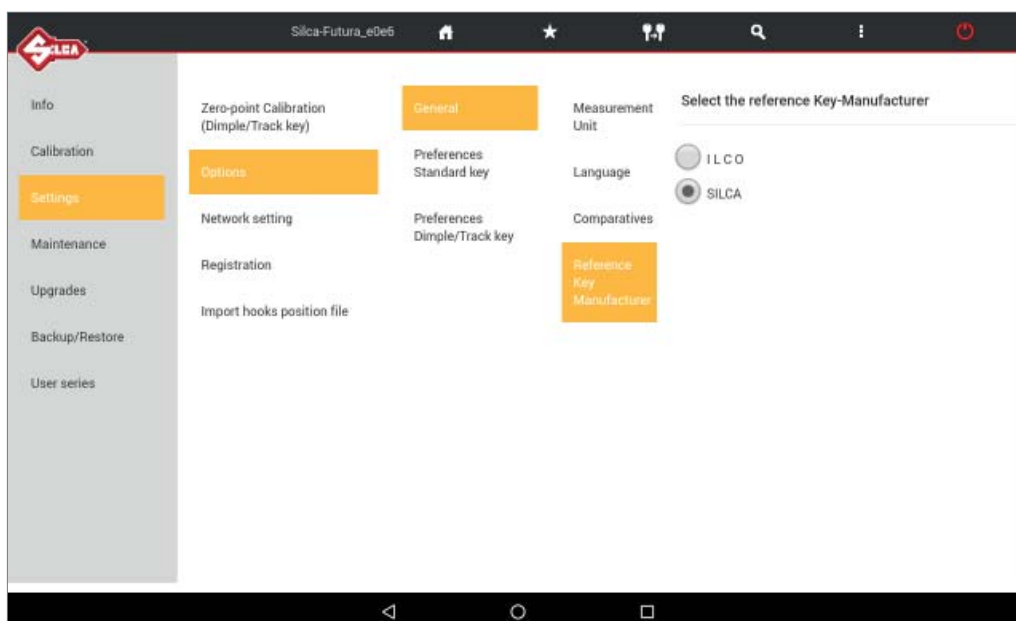 SILCA
Silca-Futura_e0e6
Info
Calibration
Settings
Maintenance
Upgrades
Backup/Restore
User series
Zero-point Calibration
(Dimple/Track key)
Options
Network setting
Registration
Import hooks position file
General
Preferences
Standard key
Preferences
Dimple/Track key
Measurement
Unit
Language
Comparatives
Reference
Key
Manufacturer
Select the reference Key-Manufacturer
I L C O
SILCA